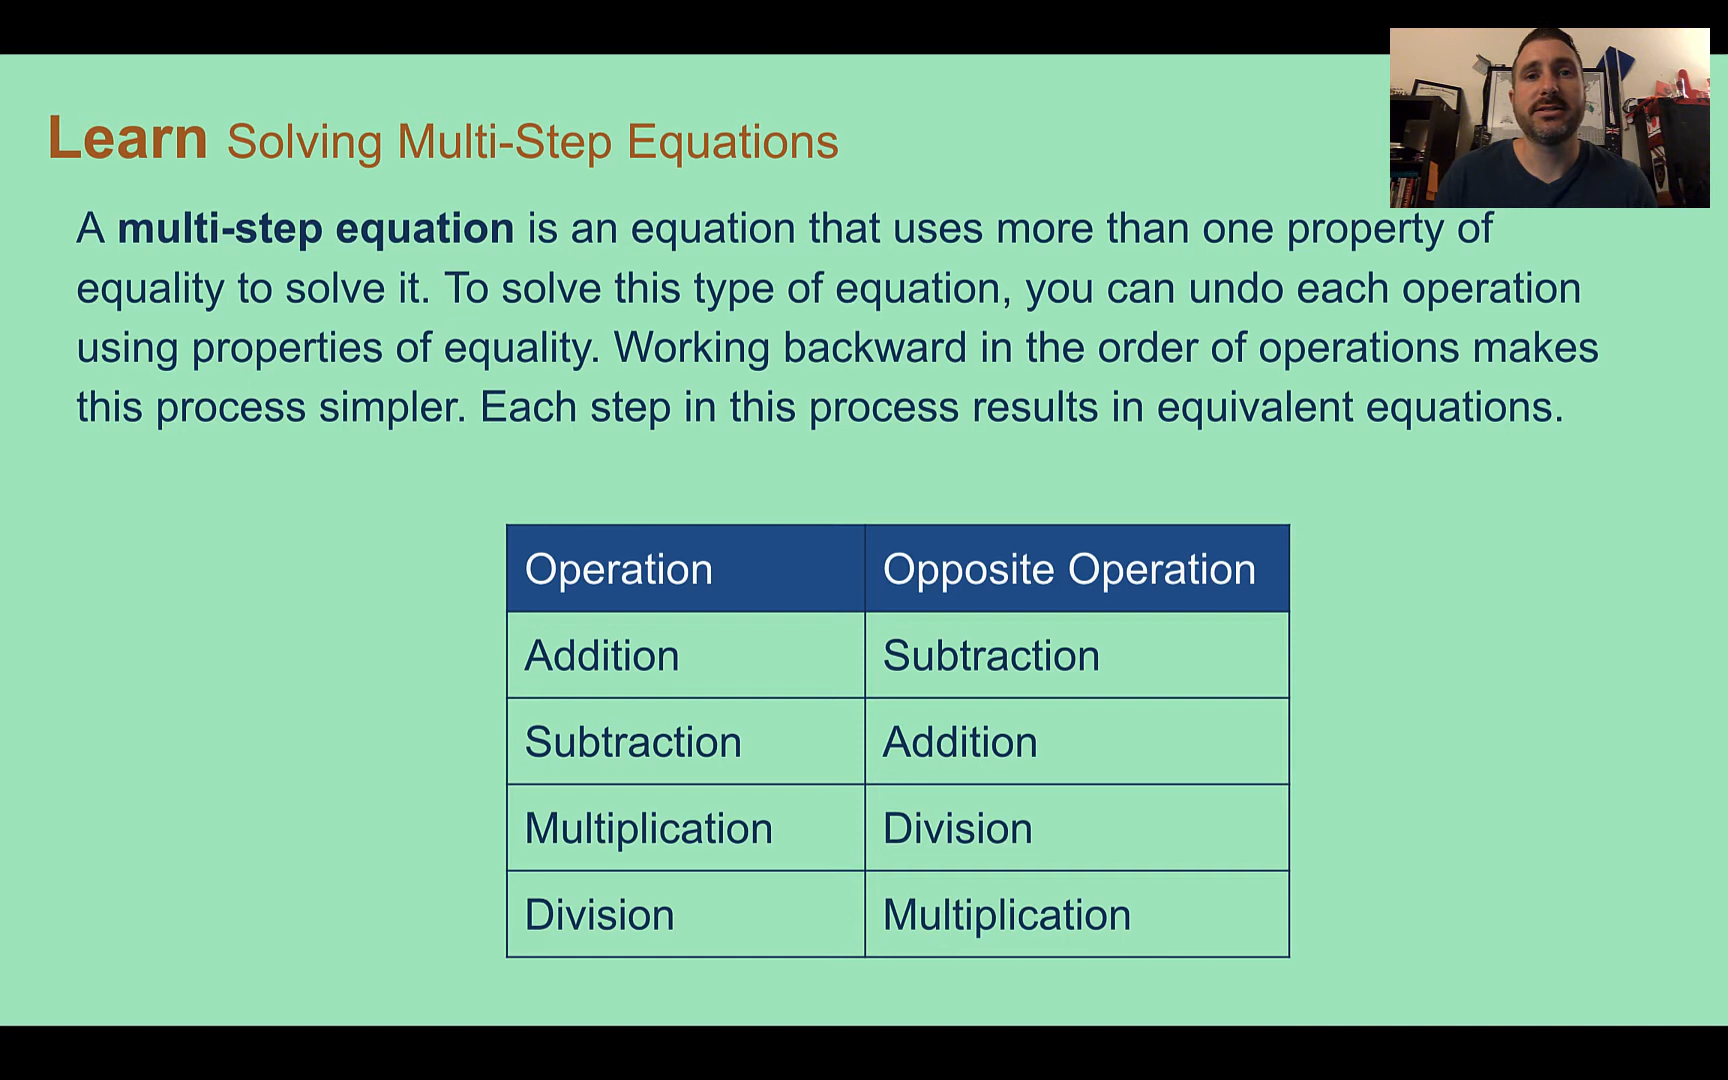 Learn Solving Multi-Step Equations
A multi-step equation is an equation that uses more than one property of
equality to solve it. To solve this type of equation, you can undo each operation
using properties of equality. Working backward in the order of operations makes
this process simpler. Each step in this process results in equivalent equations.
Operation Opposite Operation
Addition Subtraction
Subtraction Addition
Multiplication Division
Division Multiplication